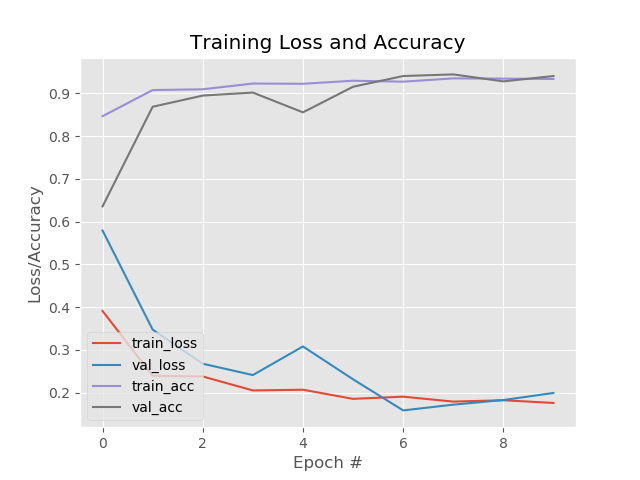 Training Loss and Accuracy
Loss/Accuracy
0.9
0.8
0.7
0.6
0.5
0.4
0.3
0.2
train_loss
val_loss
train_acc
val_acc
0 2 4 6 8
Epoch #